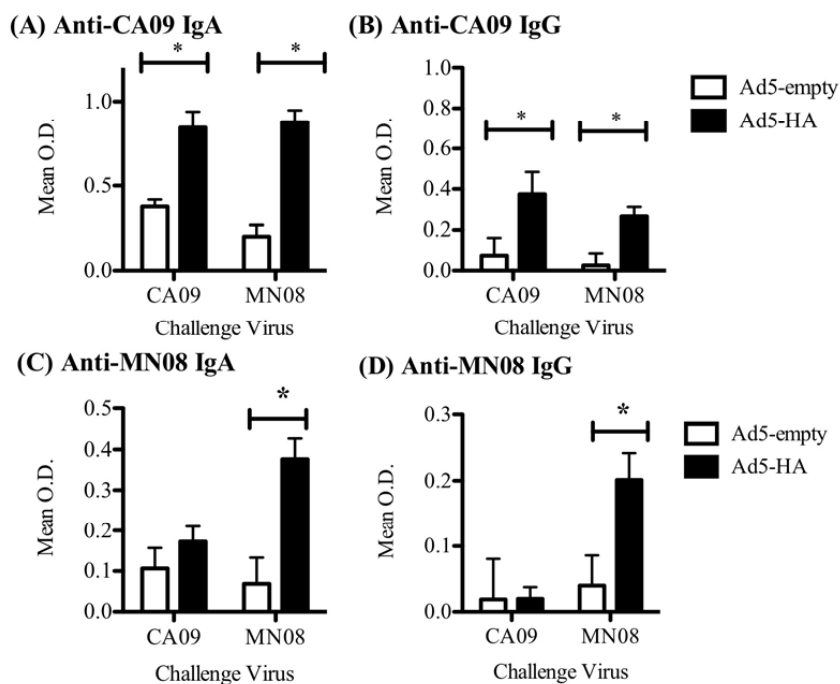 (A) Anti-CA09 IgA
*
*
Mean O.D.
1.0
0.5
0.0
CA09
MN08
Challenge Virus
(B) Anti-CA09 IgG
*
*
Mean O.D.
1.0
0.8
0.6
0.4
0.2
0.0
CA09
MN08
Challenge Virus
Ad5-empty
Ad5-HA
(C) Anti-MN08 IgA
*
Mean O.D.
0.5
0.4
0.3
0.2
0.1
0.0
CA09
MN08
Challenge Virus
(D) Anti-MN08 IgG
*
Mean O.D.
0.3
0.2
0.1
0.0
CA09
MN08
Challenge Virus
Ad5-empty
Ad5-HA